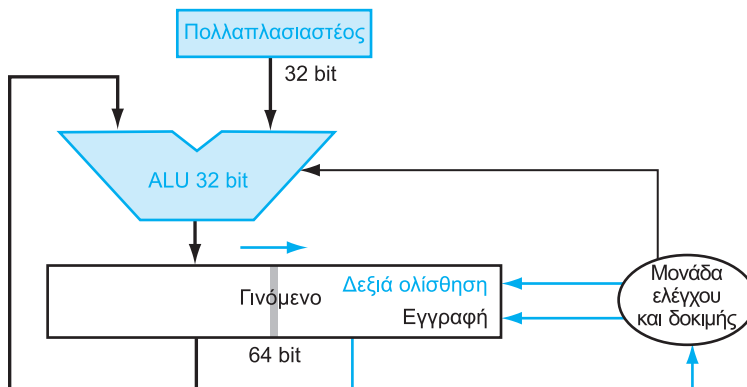 Πολλαπλασιαστέος
32 bit
ALU 32 bit
Γινόμενο
Δεξιά ολίσθηση
Εγγραφή
64 bit
Μονάδα
ελέγχου
και δοκιμής